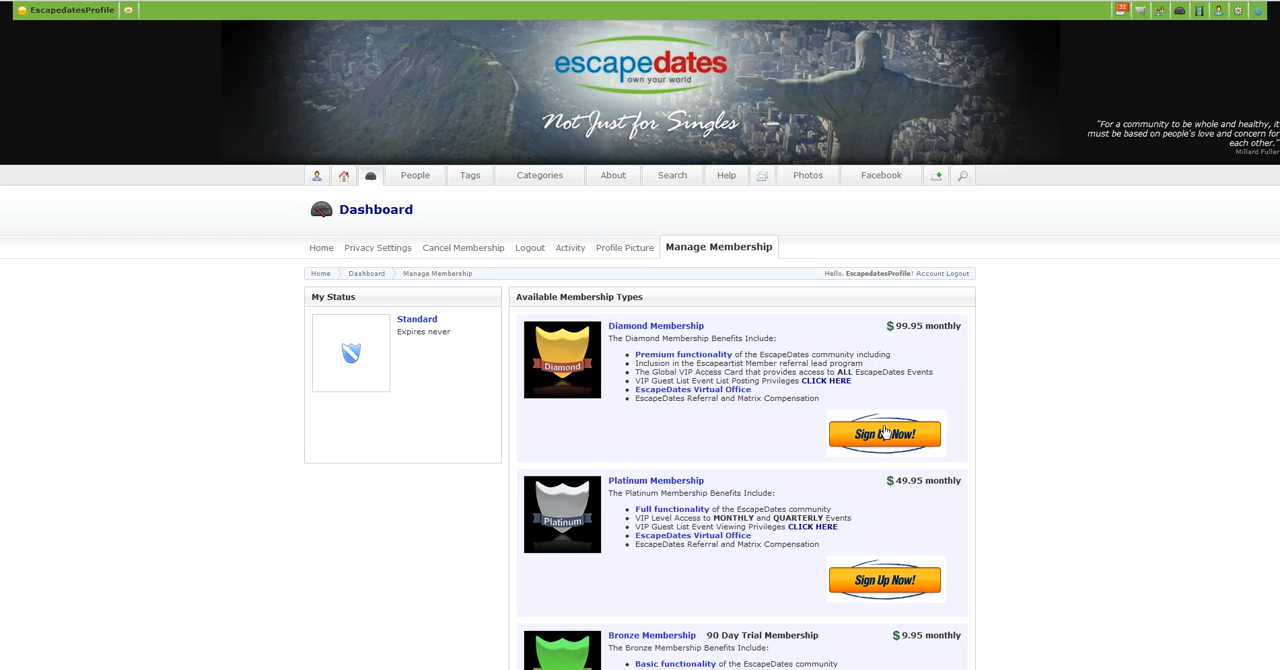 EscapedatesProfile
32
escapedates
own your world
Not Just for Singles
"For a community to be whole and healthy, it
must be based on people's love and concern for
each other."
Millard Fuller
People Tags Categories About Search Help Photos Facebook
Dashboard
Home Privacy Settings Cancel Membership Logout Activity Profile Picture Manage Membership
Home Dashboard Manage Membership
Hello, EscapedatesProfile! Account Logout
My Status
Standard
Expires never
Available Membership Types
Diamond
Diamond Membership $ 99.95 monthly
The Diamond Membership Benefits Include:
• Premium functionality of the EscapeDates community including
• Inclusion in the Escapeartist Member referral lead program
• The Global VIP Access Card that provides access to ALL EscapeDates Events
• VIP Guest List Event List Posting Privileges CLICK HERE
• EscapeDates Virtual Office
• EscapeDates Referral and Matrix Compensation
Sign Up Now!
Platinum
Platinum Membership $ 49.95 monthly
The Platinum Membership Benefits Include:
• Full functionality of the EscapeDates community
• VIP Level Access to MONTHLY and QUARTERLY Events
• VIP Guest List Event Viewing Privileges CLICK HERE
• EscapeDates Virtual Office
• EscapeDates Referral and Matrix Compensation
Sign Up Now!
Bronze Membership 90 Day Trial Membership $ 9.95 monthly
The Bronze Membership Benefits Include:
• Basic functionality of the EscapeDates community